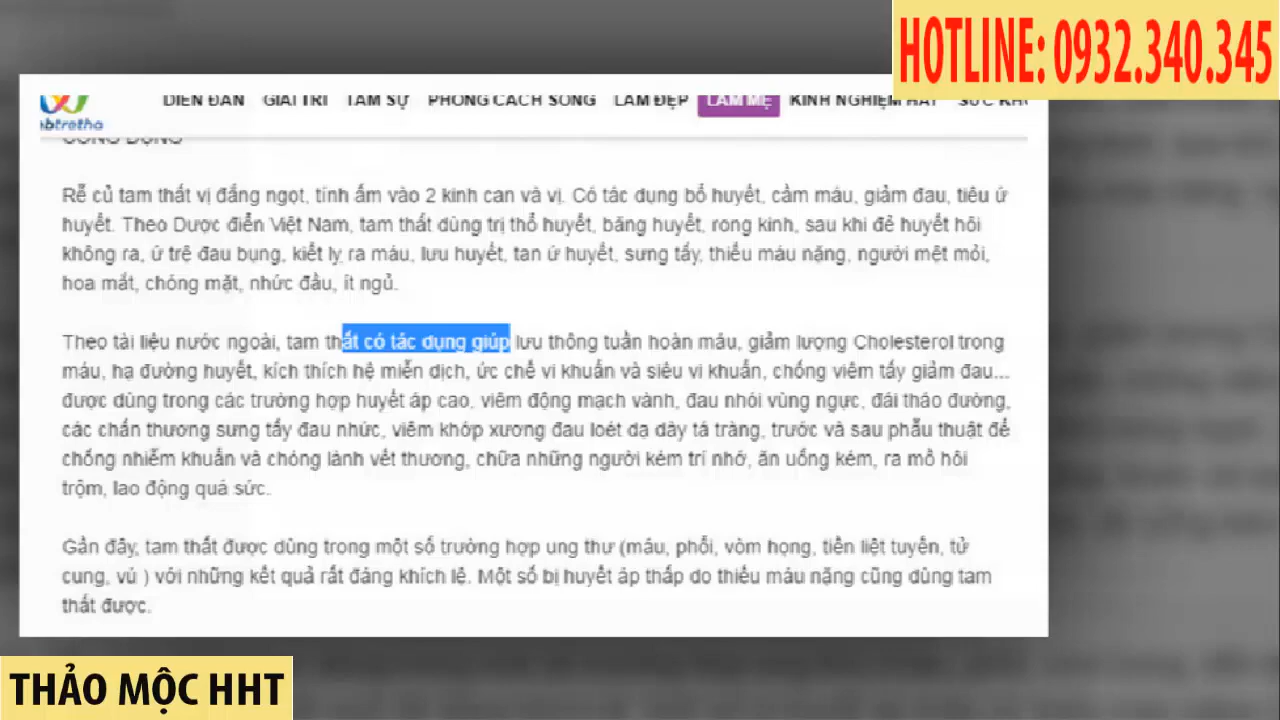 HOTLINE: 0932.340.345
DIỄN ĐÀN GIẢI TRÍ TÂM SỰ PHONG CÁCH SỐNG LÀM ĐẸP LÀM MẸ KINH NGHIỆM HAY SỨC KH
btretho
CÔNG DỤNG
Rễ củ tam thất vị đắng ngọt, tính ấm vào 2 kinh can và vị. Có tác dụng bổ huyết, cầm máu, giảm đau, tiêu ứ
huyết. Theo Dược điển Việt Nam, tam thất dùng trị thổ huyết, băng huyết, rong kinh, sau khi đẻ huyết hôi
không ra, ứ trệ đau bụng, kiết lỵ ra máu, lưu huyết, tan ứ huyết, sưng tấy, thiếu máu nặng, người mệt mỏi,
hoa mắt, chóng mặt, nhức đầu, ít ngủ.
Theo tài liệu nước ngoài, tam thất có tác dụng giúp lưu thông tuần hoàn máu, giảm lượng Cholesterol trong
máu, hạ đường huyết, kích thích hệ miễn dịch, ức chế vi khuẩn và siêu vi khuẩn, chống viêm tấy giảm đau...
được dùng trong các trường hợp huyết áp cao, viêm động mạch vành, đau nhói vùng ngực, đái tháo đường,
các chấn thương sưng tấy đau nhức, viêm khớp xương đau loét dạ dày tá tràng, trước và sau phẫu thuật để
chống nhiễm khuẩn và chóng lành vết thương, chữa những người kém trí nhớ, ăn uống kém, ra mồ hôi
trộm, lao động quá sức.
Gần đây, tam thất được dùng trong một số trường hợp ung thư (máu, phổi, vòm họng, tiền liệt tuyến, tử
cung, vú ) với những kết quả rất đáng khích lệ. Một số bị huyết áp thấp do thiếu máu nặng cũng dùng tam
thất được.
THẢO MỘC HHT